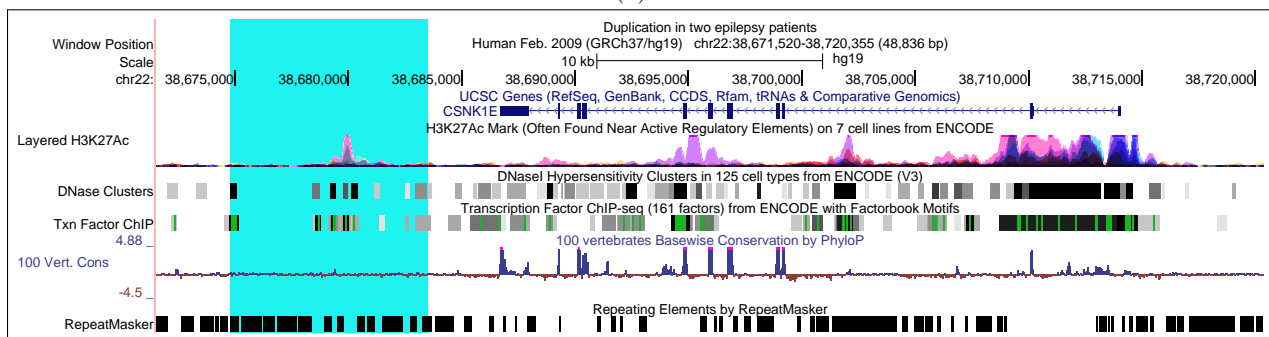 Duplication in two epilepsy patients
Window Position Human Feb. 2009 (GRCh37/hg19) chr22:38,671,520-38,720,355 (48,836 bp)
Scale 10 kb hg19
chr22: 38,675,000 38,680,000 38,685,000 38,690,000 38,695,000 38,700,000 38,705,000 38,710,000 38,715,000 38,720,000
UCSC Genes (RefSeq, GenBank, CCDS, Rfam, tRNAs & Comparative Genomics)
CSNK1E
H3K27Ac Mark (Often Found Near Active Regulatory Elements) on 7 cell lines from ENCODE
Layered H3K27Ac
DNaseI Hypersensitivity Clusters in 125 cell types from ENCODE (V3)
DNase Clusters
Transcription Factor ChIP-seq (161 factors) from ENCODE with Factorbook Motifs
Txn Factor ChIP
4.88 _ 100 vertebrates Basewise Conservation by PhyloP
100 Vert. Cons
-4.5 _
Repeating Elements by RepeatMasker
RepeatMasker